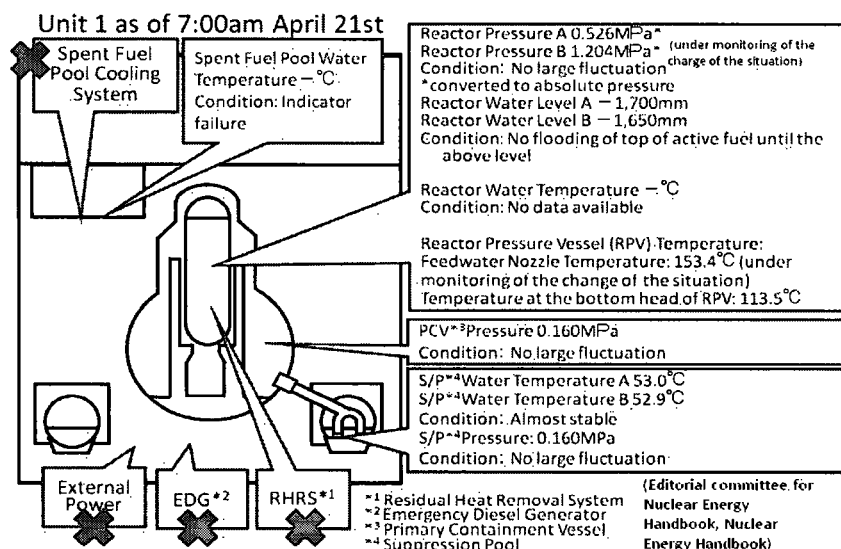 Unit 1 as of 7:00am April 21st
Spent Fuel
Pool Cooling
System
Spent Fuel Pool Water
Temperature —℃
Condition: Indicator
failure
Reactor Pressure A 0.526MPa*
Reactor Pressure B 1.204MPa* (under monitoring of the
charge of the situation)
Condition: No large fluctuation
*converted to absolute pressure
Reactor Water Level A －1,700mm
Reactor Water Level B －1,650mm
Condition: No flooding of top of active fuel until the
above level
Reactor Water Temperature —℃
Condition: No data available
Reactor Pressure Vessel (RPV) Temperature:
Feedwater Nozzle Temperature: 153.4℃ (under
monitoring of the change of the situation)
Temperature at the bottom head of RPV: 113.5℃
PCV*3Pressure 0.160MPa
Condition: No large fluctuation
S/P*4Water Temperature A 53.0℃
S/P*4Water Temperature B 52.9℃
Condition: Almost stable
S/P*4Pressure: 0.160MPa
Condition: No large fluctuation
External
Power
EDG*2
RHRS*1
*1 Residual Heat Removal System
*2 Emergency Diesel Generator
*3 Primary Containment Vessel
*4 Suppression Pool
(Editorial committee for
Nuclear Energy
Handbook, Nuclear
Energy Handbook)